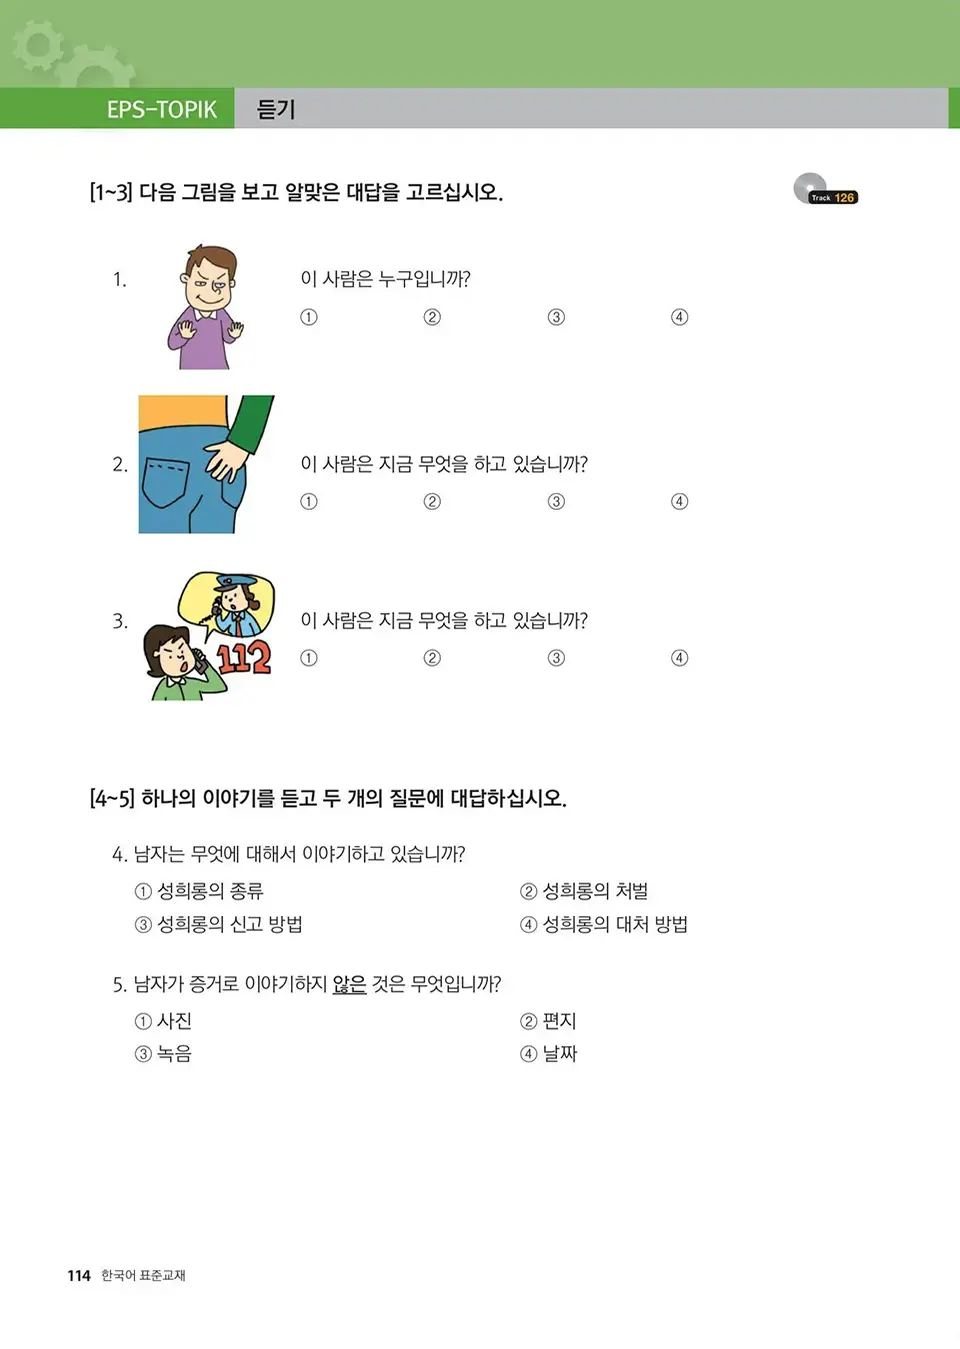 EPS-TOPIK 듣기
[1~3] 다음 그림을 보고 알맞은 대답을 고르십시오.
Track 126
1. 이 사람은 누구입니까?
① ② ③ ④
2. 이 사람은 지금 무엇을 하고 있습니까?
① ② ③ ④
112
3. 이 사람은 지금 무엇을 하고 있습니까?
① ② ③ ④
[4~5] 하나의 이야기를 듣고 두 개의 질문에 대답하십시오.
4. 남자는 무엇에 대해서 이야기하고 있습니까?
① 성희롱의 종류 ② 성희롱의 처벌
③ 성희롱의 신고 방법 ④ 성희롱의 대처 방법
5. 남자가 증거로 이야기하지 않은 것은 무엇입니까?
① 사진 ② 편지
③ 녹음 ④ 날짜
114 한국어 표준교재